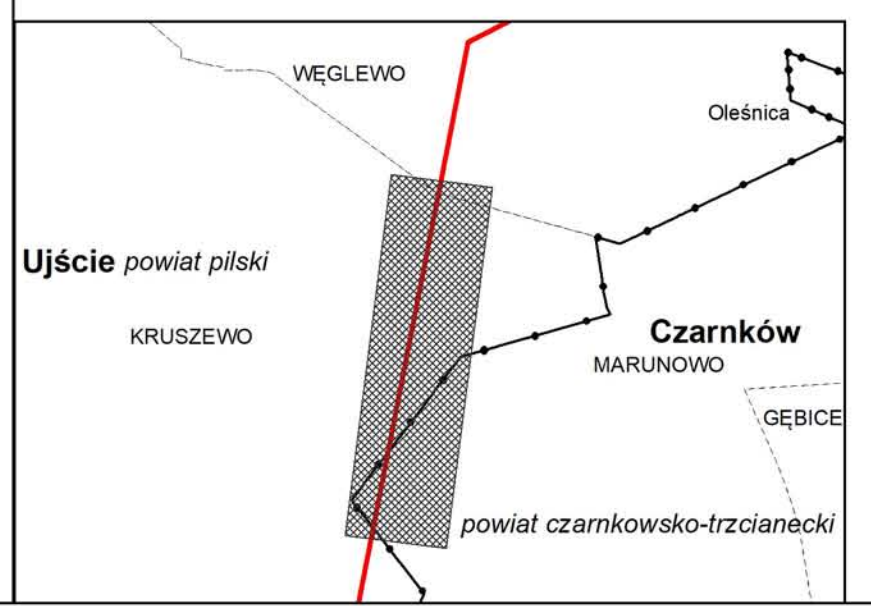 WĘGLEWO
Oleśnica
Ujście powiat pilski
KRUSZEWO
Czarnków
MARUNOWO
GĘBICE
powiat czarnkowsko-trzcianecki